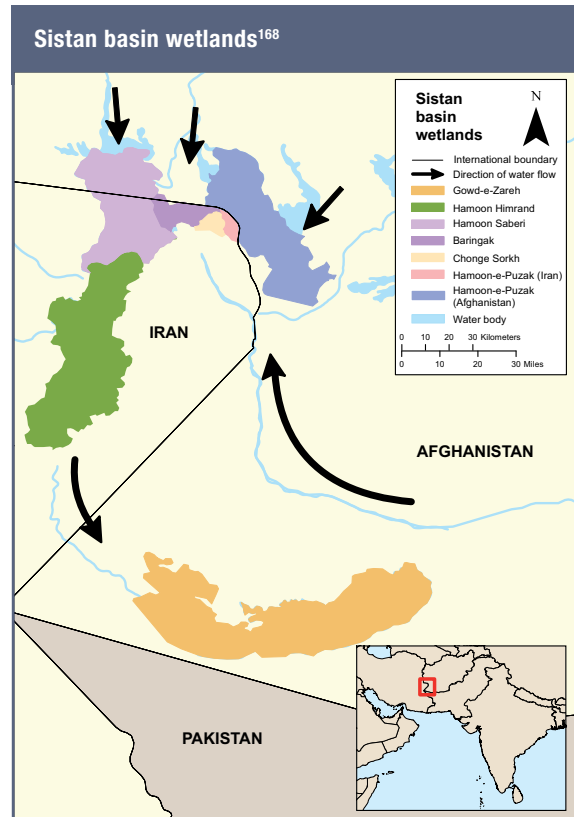 Sistan basin wetlands168
Sistan
basin
wetlands
N
International boundary
Direction of water flow
Gowd-e-Zareh
Hamoon Himrand
Hamoon Saberi
Baringak
Chonge Sorkh
Hamoon-e-Puzak (Iran)
Hamoon-e-Puzak
(Afghanistan)
Water body
0 10 20 30 Kilometers
0 10 20 30 Miles
IRAN
AFGHANISTAN
PAKISTAN